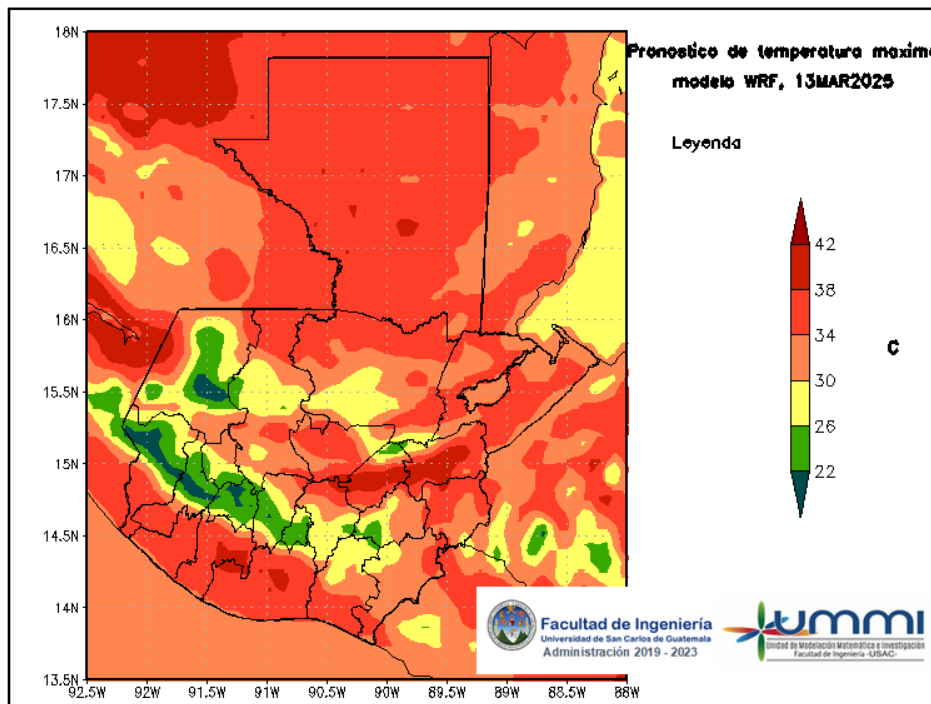 Pronostico de temperatura maxim
modelo WRF, 13MAR2025
Leyenda
42
38
34
30
26
22
C
18N
17.5N
17N
16.5N
16N
15.5N
15N
14.5N
14N
13.5N
92.5W 92W 91.5W 91W 90.5W 90W 89.5W 89W 88.5W 88W
Facultad de Ingeniería
Universidad de San Carlos de Guatemala
Administración 2019 - 2023
UMMI
Unidad de Modelación Matemática e Investigación
Facultad de Ingeniería -USAC-